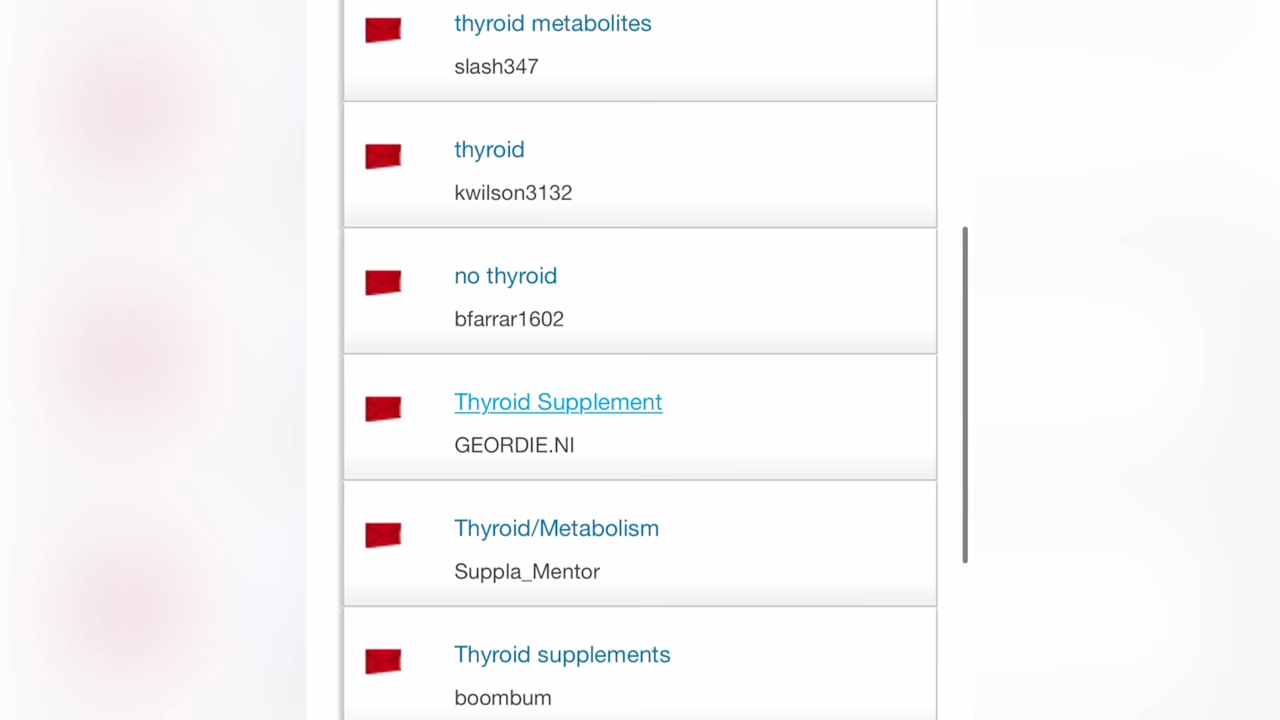 thyroid metabolites
slash347
thyroid
kwilson3132
no thyroid
bfarrar1602
Thyroid Supplement
GEORDIE.NI
Thyroid/Metabolism
Suppla_Mentor
Thyroid supplements
boombum